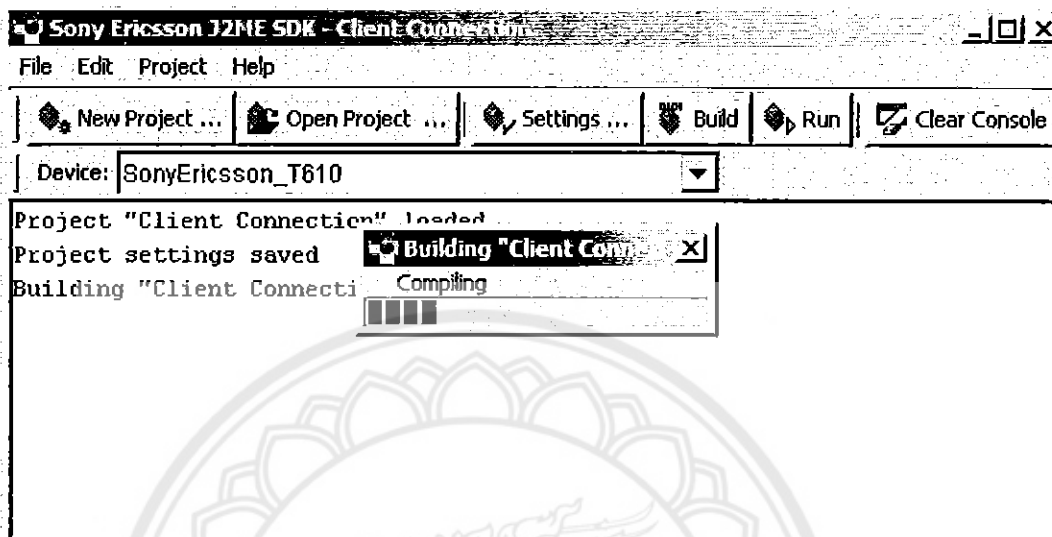 Sony Ericsson J2ME SDK - Client Connection
File Edit Project Help
New Project ... Open Project ... Settings ... Build Run Clear Console
Device: SonyEricsson_T610
Project "Client Connection" loaded
Project settings saved
Building "Client Connecti
Building "Client Conn
Compiling